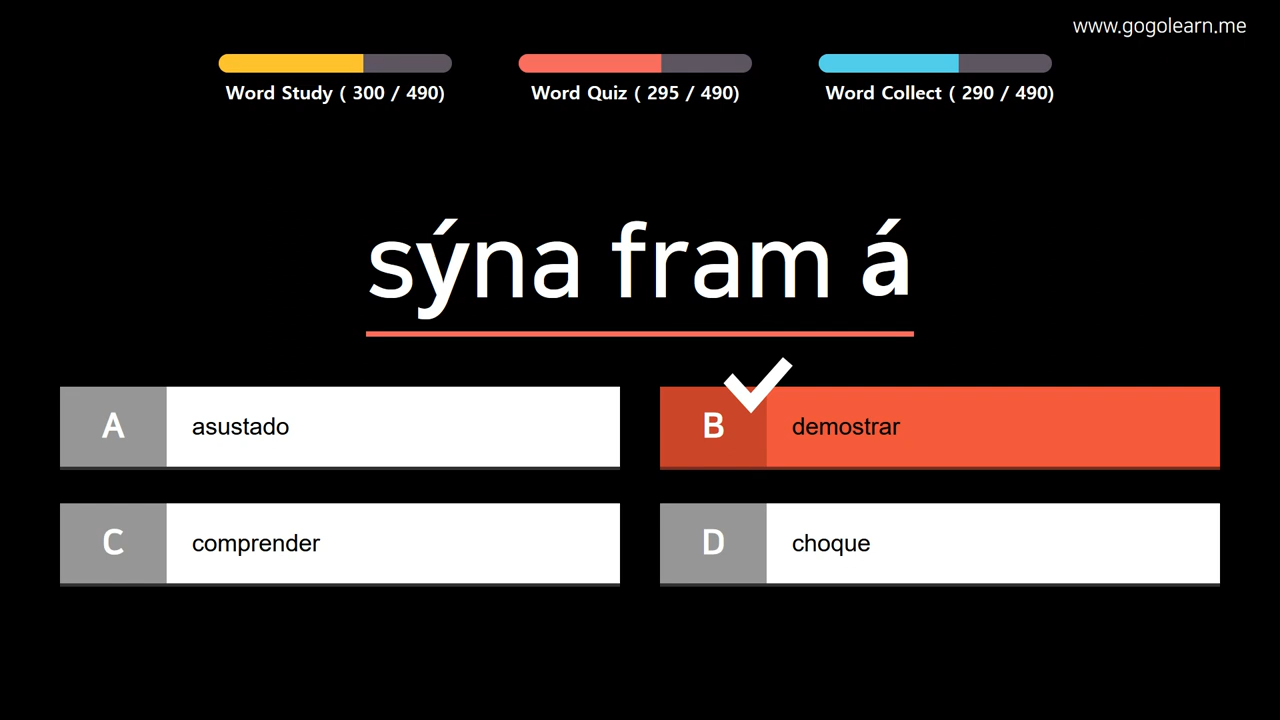 www.gogolearn.me
Word Study ( 300 / 490)
Word Quiz ( 295 / 490)
Word Collect ( 290 / 490)
sýna fram á
A asustado
B demostrar
C comprender
D choque